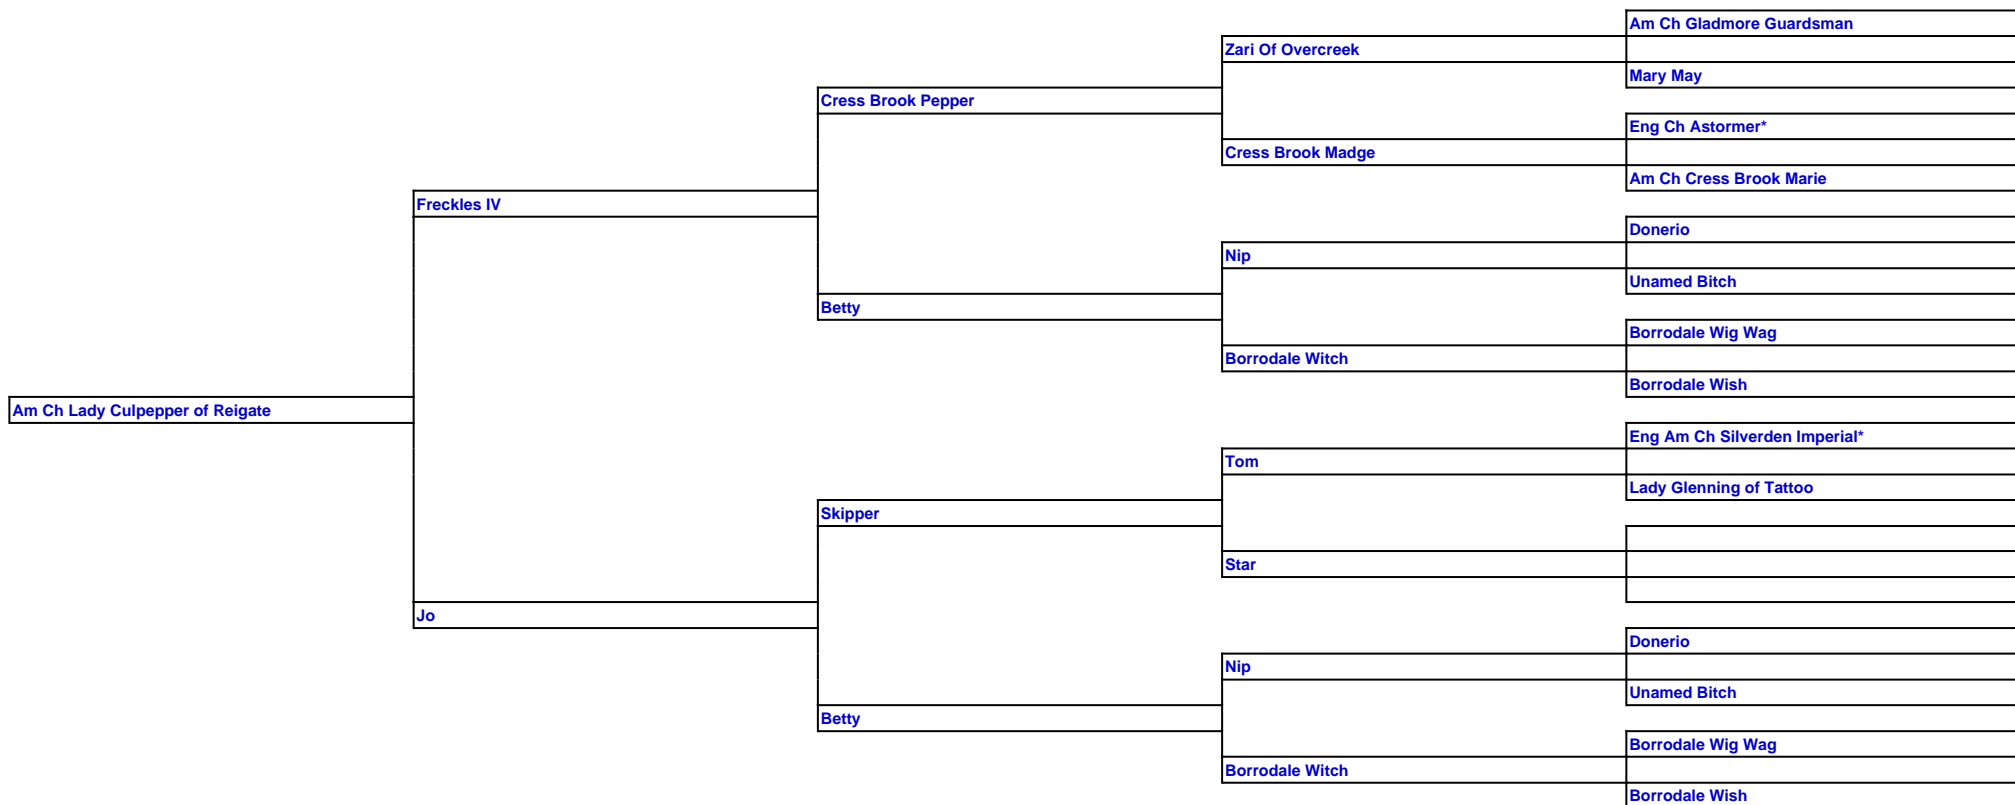 Am Ch Gladmore Guardsman
Zari Of Overcreek
Mary May
Cress Brook Pepper
Eng Ch Astormer*
Cress Brook Madge
Am Ch Cress Brook Marie
Freckles IV
Donerio
Nip
Unamed Bitch
Betty
Borrodale Wig Wag
Borrodale Witch
Borrodale Wish
Am Ch Lady Culpepper of Reigate
Eng Am Ch Silverden Imperial*
Tom
Lady Glenning of Tattoo
Skipper
Star
Jo
Donerio
Nip
Unamed Bitch
Betty
Borrodale Wig Wag
Borrodale Witch
Borrodale Wish